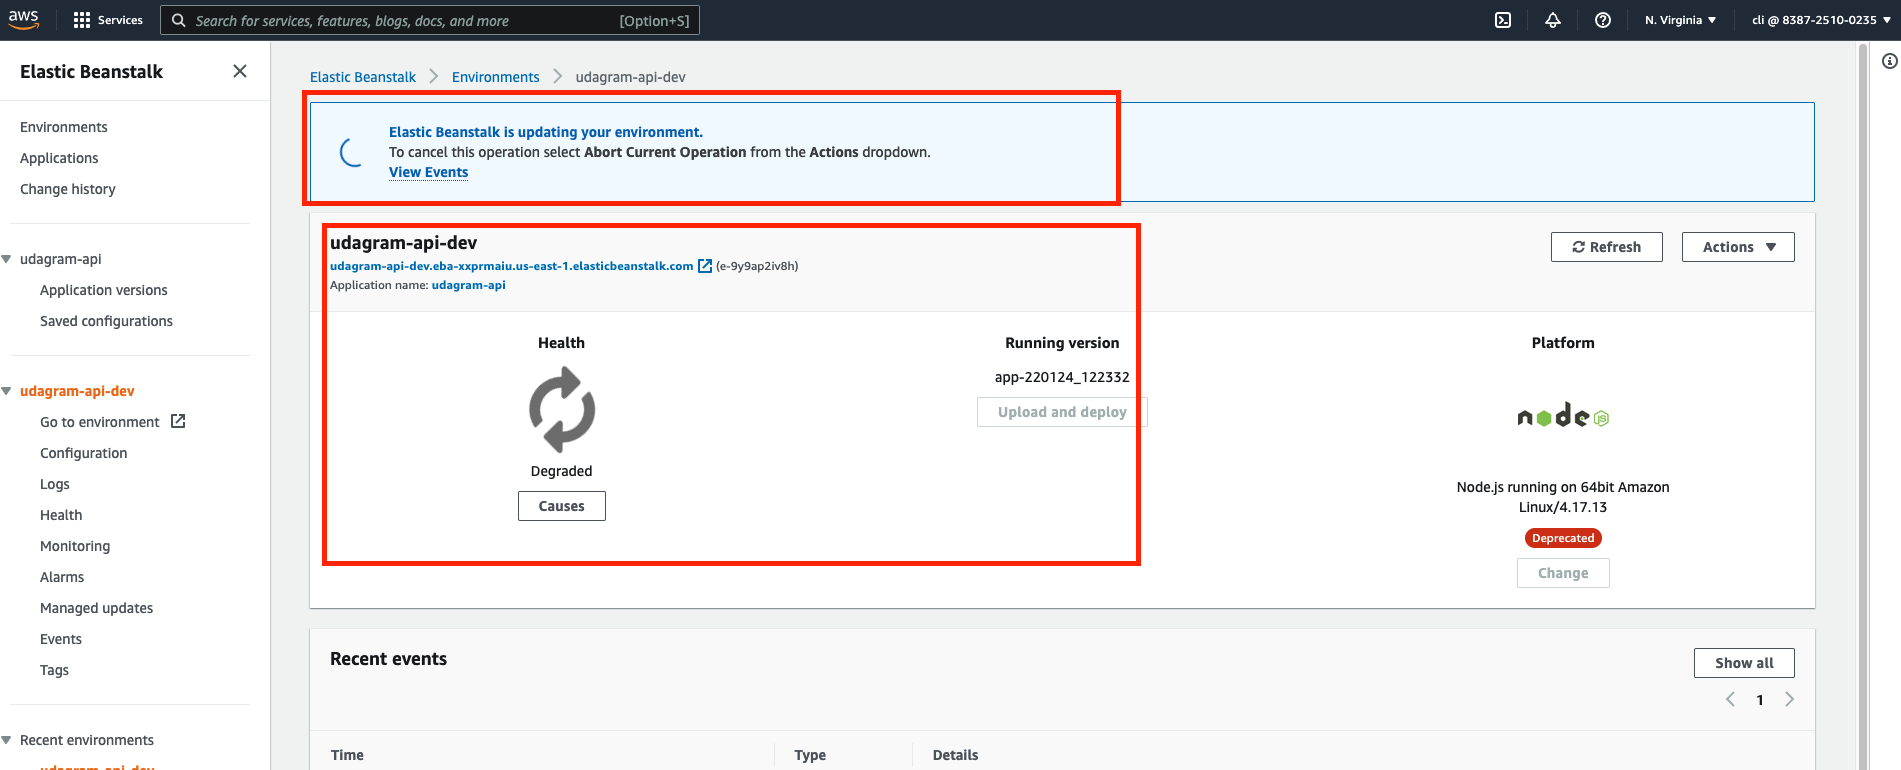 aws
Services
Search for services, features, blogs, docs, and more
[Option+S]
N. Virginia
cli @ 8387-2510-0235
Elastic Beanstalk
Environments
Applications
Change history
udagram-api
Application versions
Saved configurations
udagram-api-dev
Go to environment
Configuration
Logs
Health
Monitoring
Alarms
Managed updates
Events
Tags
Recent environments
udagram-api-dev
Elastic Beanstalk > Environments > udagram-api-dev
Elastic Beanstalk is updating your environment.
To cancel this operation select Abort Current Operation from the Actions dropdown.
View Events
udagram-api-dev
udagram-api-dev.eba-xxprmaiu.us-east-1.elasticbeanstalk.com (e-9y9ap2iv8h)
Application name: udagram-api
Refresh
Actions
Health
Degraded
Causes
Running version
app-220124_122332
Upload and deploy
Platform
node JS
Node.js running on 64bit Amazon
Linux/4.17.13
Deprecated
Change
Recent events
Show all
1
Time
Type
Details